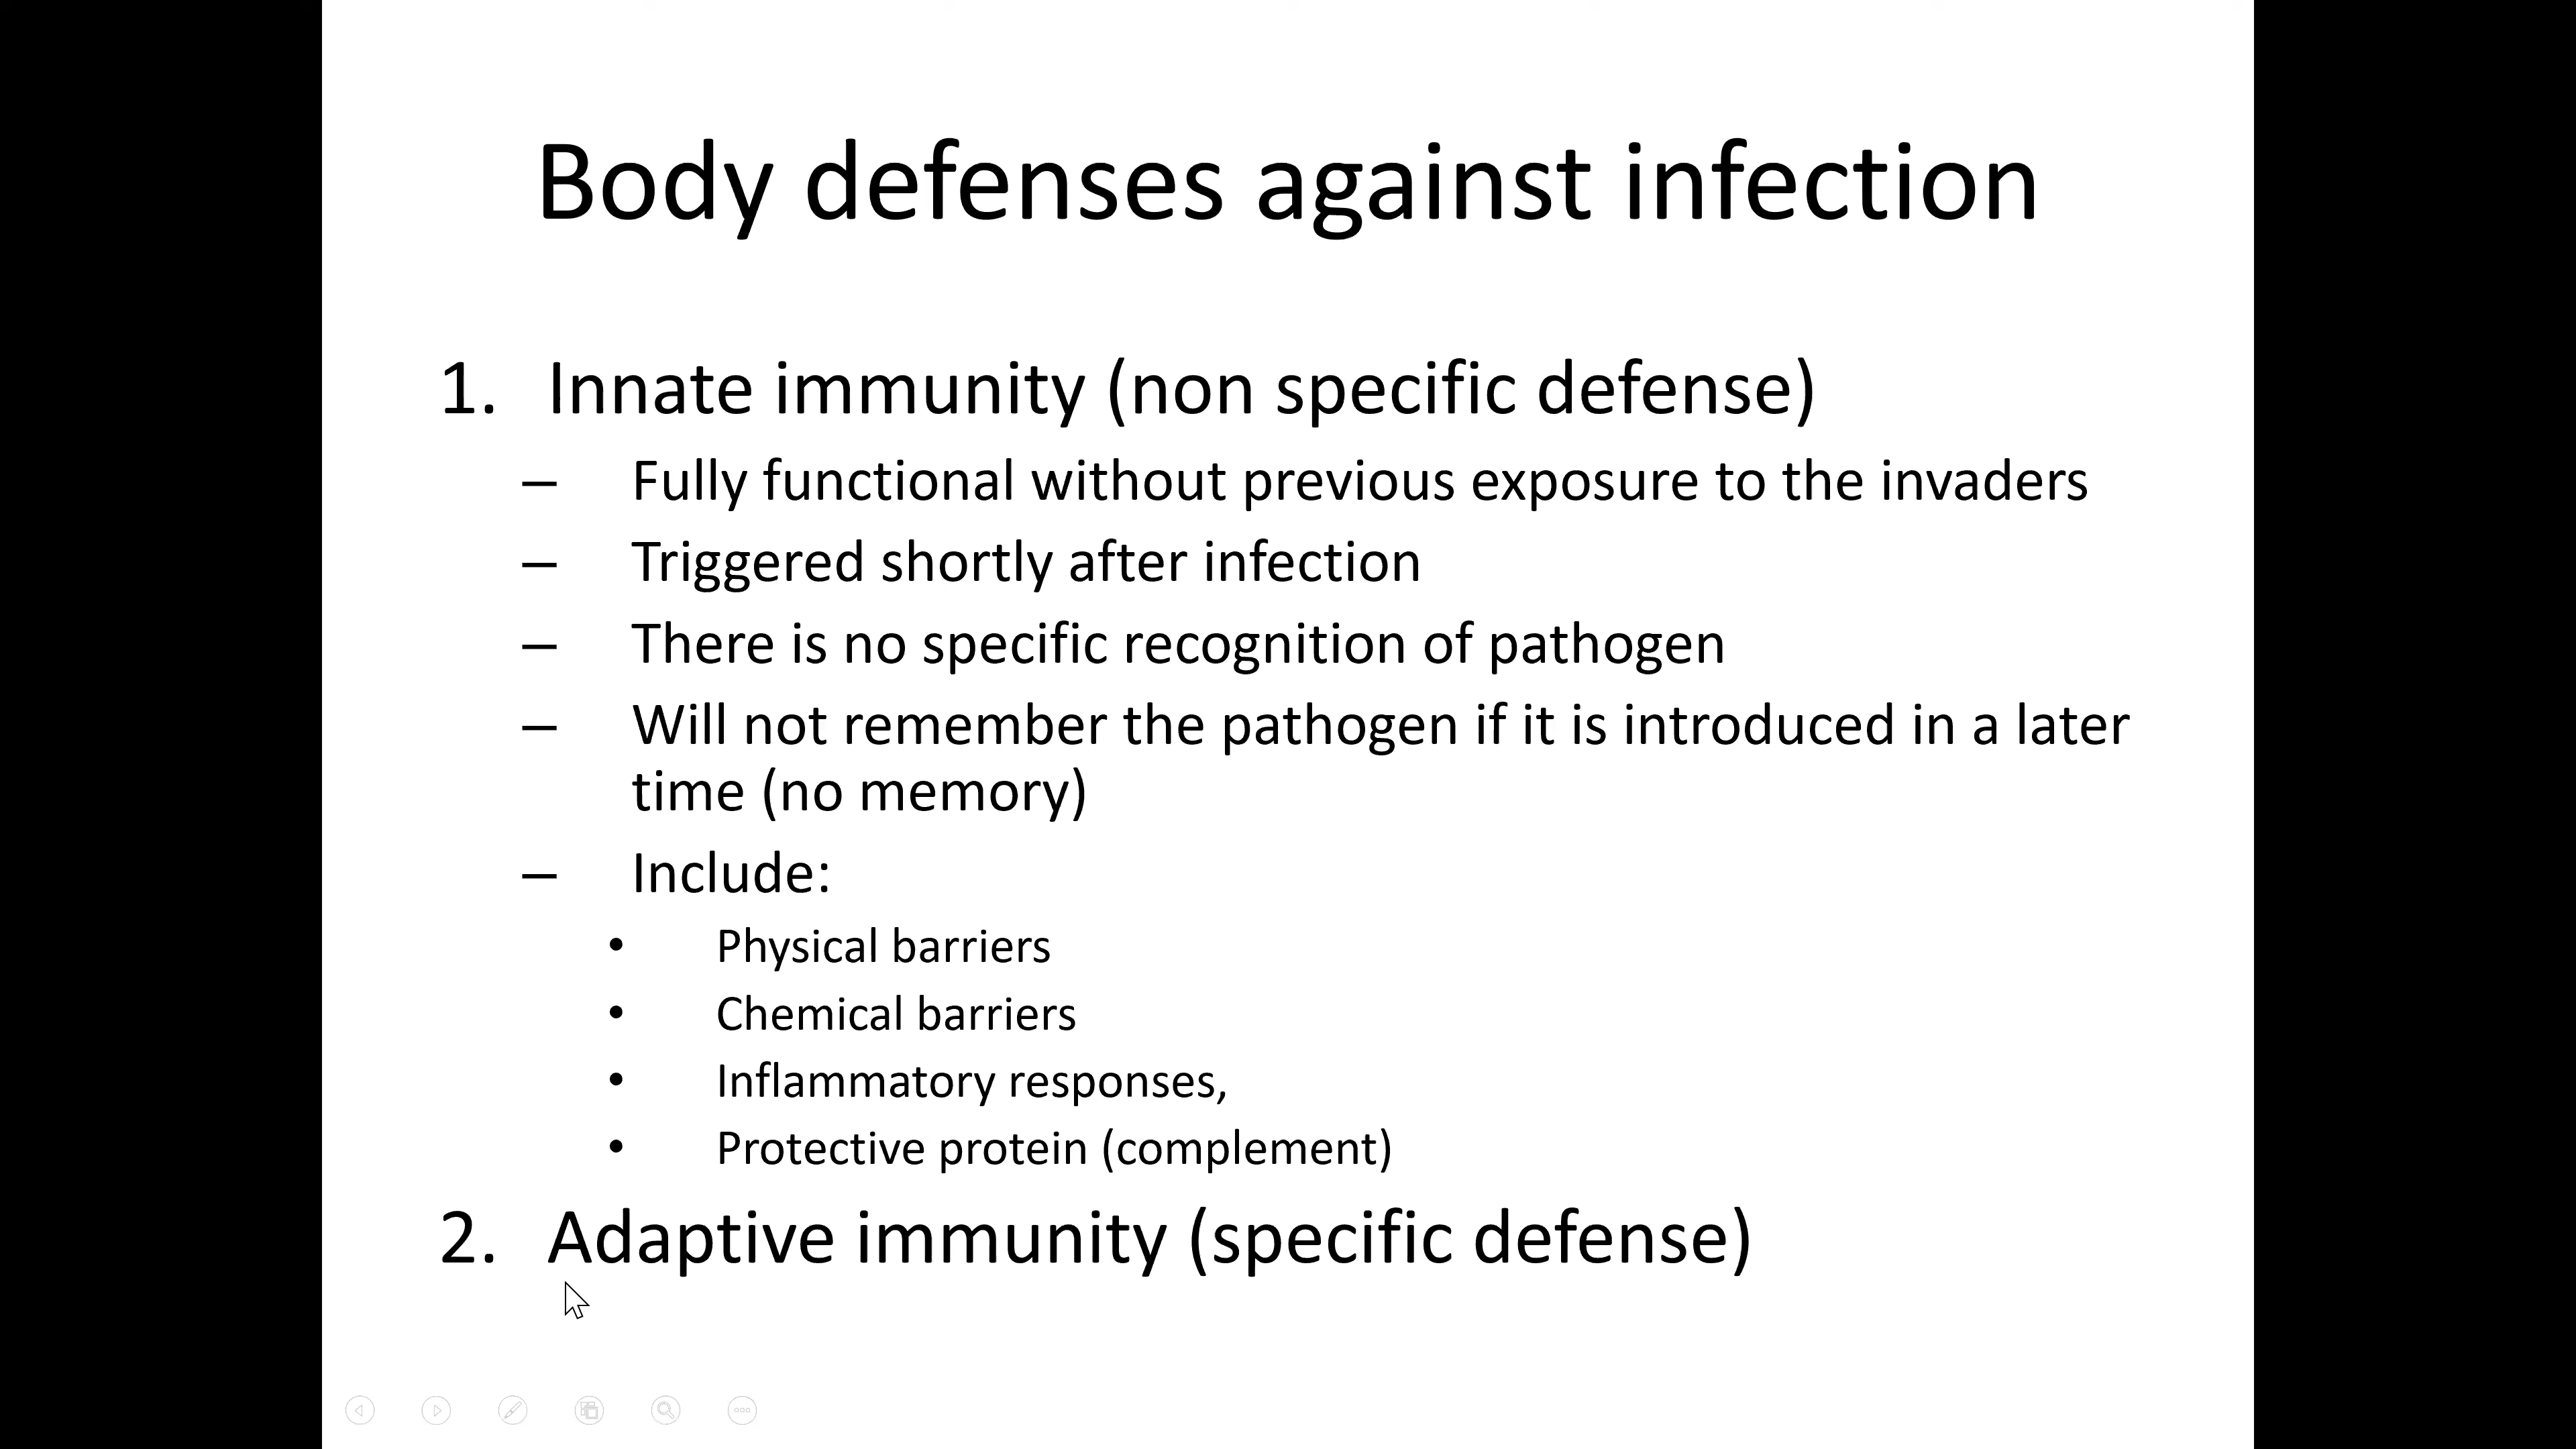 Body defenses against infection
1. Innate immunity (non specific defense)
– Fully functional without previous exposure to the invaders
– Triggered shortly after infection
– There is no specific recognition of pathogen
– Will not remember the pathogen if it is introduced in a later
time (no memory)
– Include:
• Physical barriers
• Chemical barriers
• Inflammatory responses,
• Protective protein (complement)
2. Adaptive immunity (specific defense)